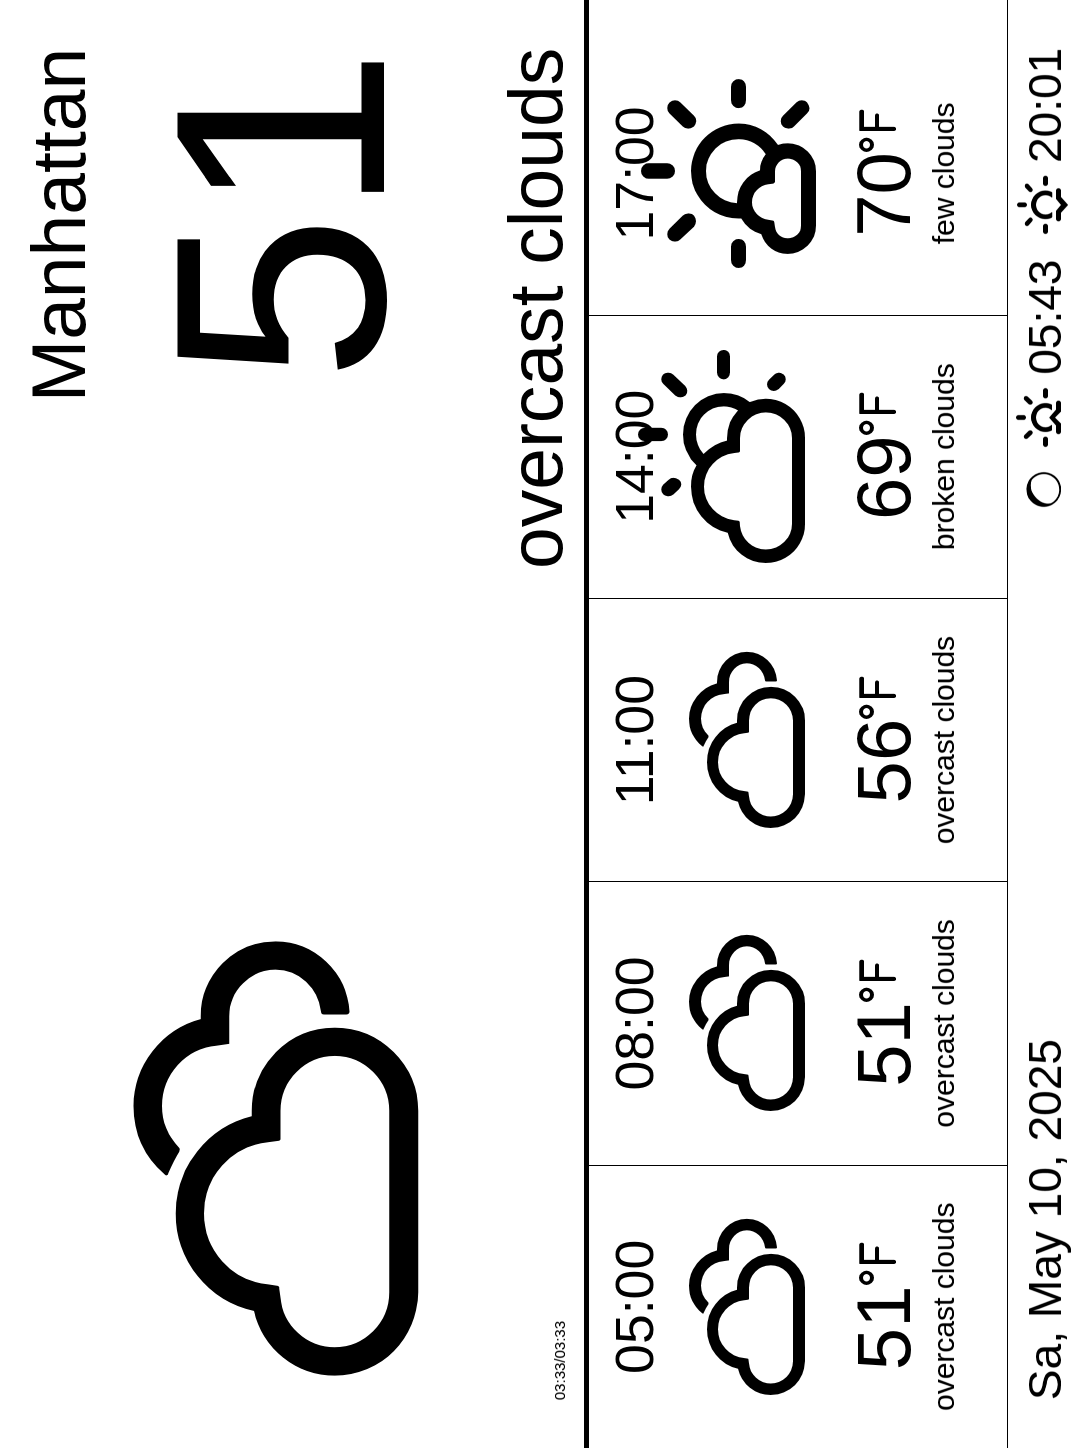 Manhattan
51
overcast clouds
03:33/03:33
05:00 08:00 11:00 14:00 17:00
51°F 51°F 56°F 69°F 70°F
overcast clouds overcast clouds overcast clouds broken clouds few clouds
Sa, May 10, 2025 05:43 20:01